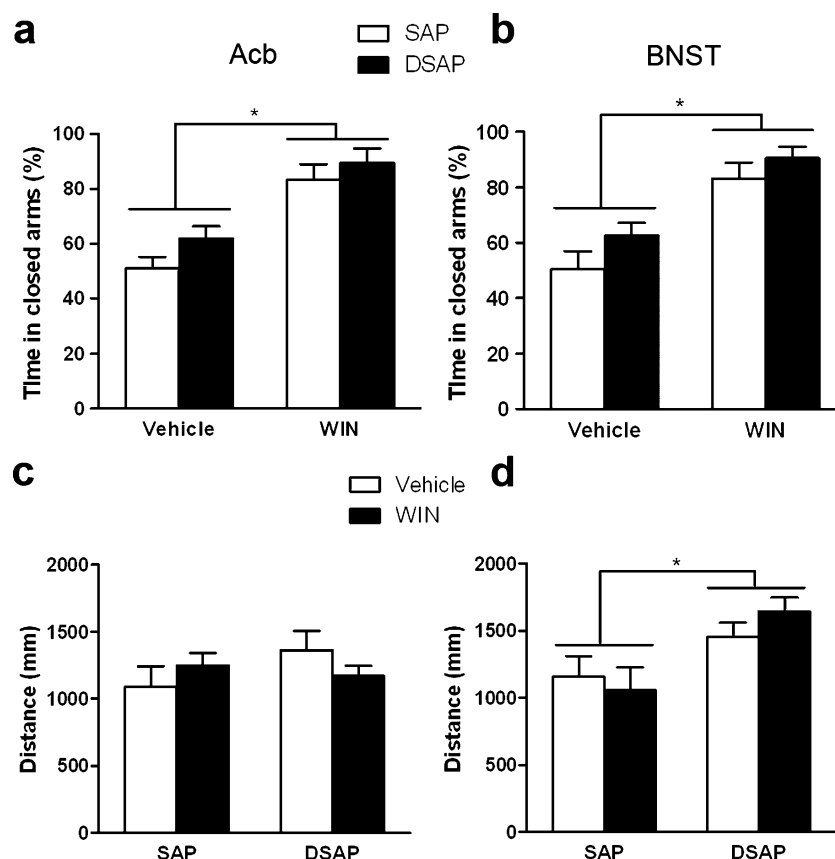 a
Acb
SAP
DSAP
b
BNST
*
*
TIme in closed arms (%)
100
80
60
40
20
0
Vehicle
WIN
TIme in closed arms (%)
100
80
60
40
20
0
Vehicle
WIN
c
Vehicle
WIN
d
Distance (mm)
2000
1500
1000
500
0
SAP
DSAP
*
Distance (mm)
2000
1500
1000
500
0
SAP
DSAP